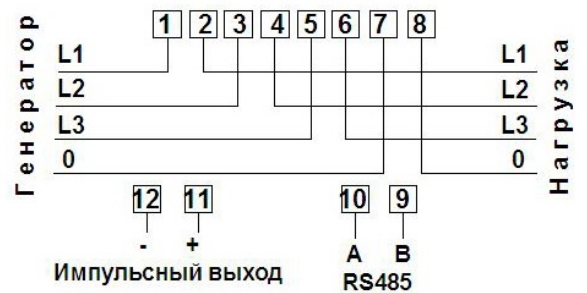 1 2 3 4 5 6 7 8
Генератор
L1 L1
L2 L2
L3 L3
0 0
Нагрузка
12 11 10 9
- + A B
Импульсный выход RS485